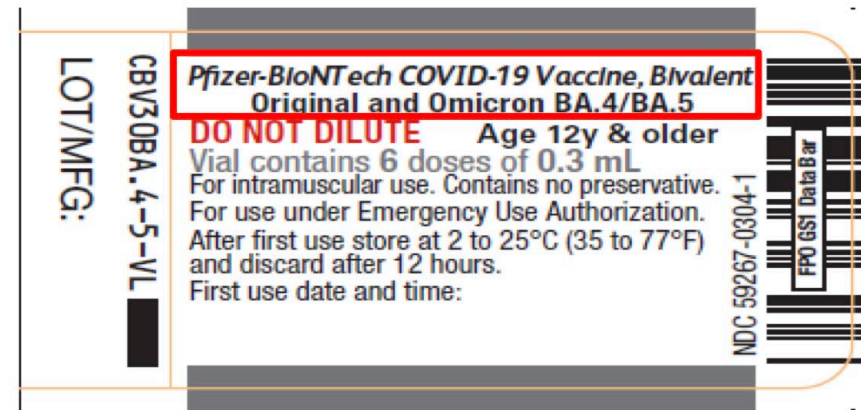 LOT/MFG:
CBV30BA.4-5-VL
Pfizer-BioNTech COVID-19 Vaccine, Bivalent
Original and Omicron BA.4/BA.5
DO NOT DILUTE Age 12y & older
Vial contains 6 doses of 0.3 mL
For intramuscular use. Contains no preservative.
For use under Emergency Use Authorization.
After first use store at 2 to 25°C (35 to 77°F)
and discard after 12 hours.
First use date and time:
NDC 59267-0304-1
FPO GS1 DataBar